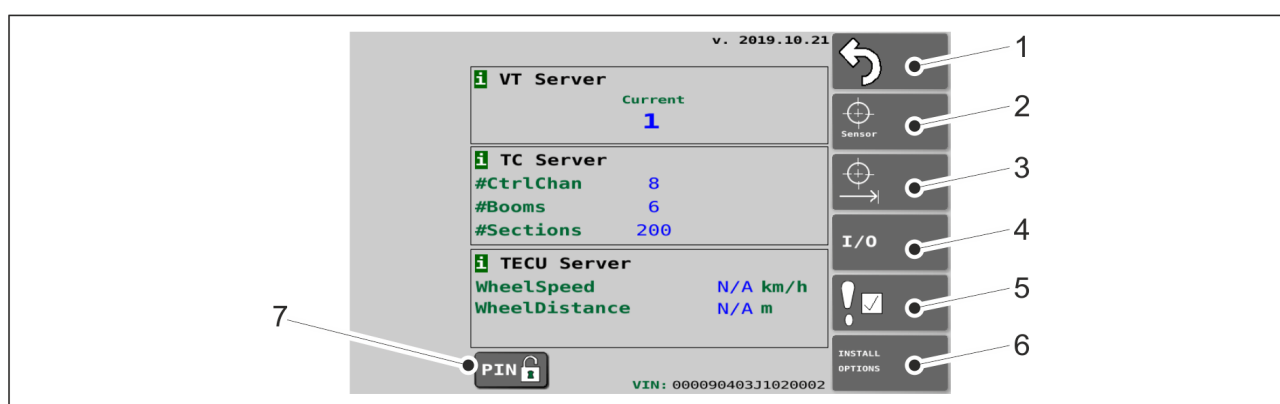 v. 2019.10.21
i VT Server
Current
1
i TC Server
#CtrlChan 8
#Booms 6
#Sections 200
i TECU Server
WheelSpeed N/A km/h
WheelDistance N/A m
PIN
VIN: 000090403J1020002
Sensor
I/O
INSTALL
OPTIONS
1
2
3
4
5
6
7